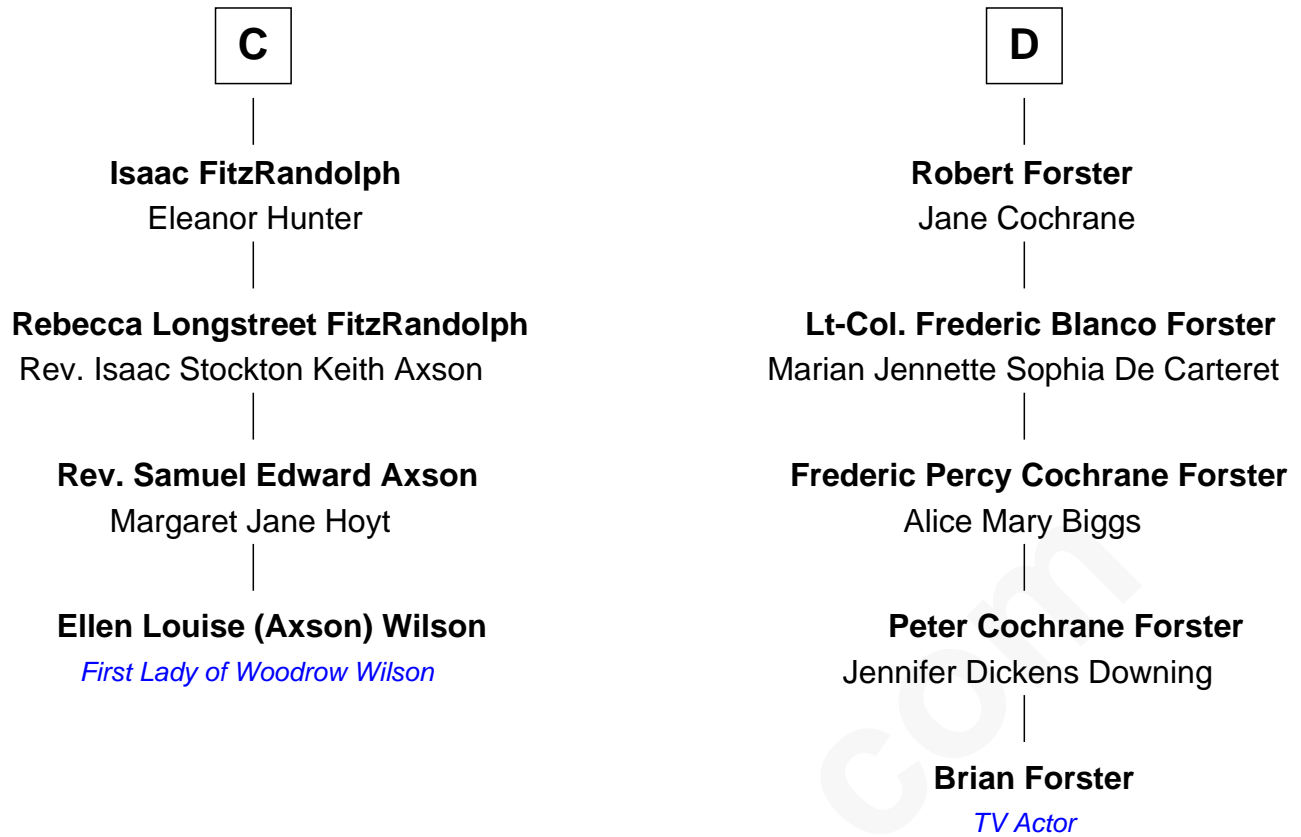 C
Isaac FitzRandolph
Eleanor Hunter
Rebecca Longstreet FitzRandolph
Rev. Isaac Stockton Keith Axson
Rev. Samuel Edward Axson
Margaret Jane Hoyt
Ellen Louise (Axson) Wilson
First Lady of Woodrow Wilson
D
Robert Forster
Jane Cochrane
Lt-Col. Frederic Blanco Forster
Marian Jennette Sophia De Carteret
Frederic Percy Cochrane Forster
Alice Mary Biggs
Peter Cochrane Forster
Jennifer Dickens Downing
Brian Forster
TV Actor
com